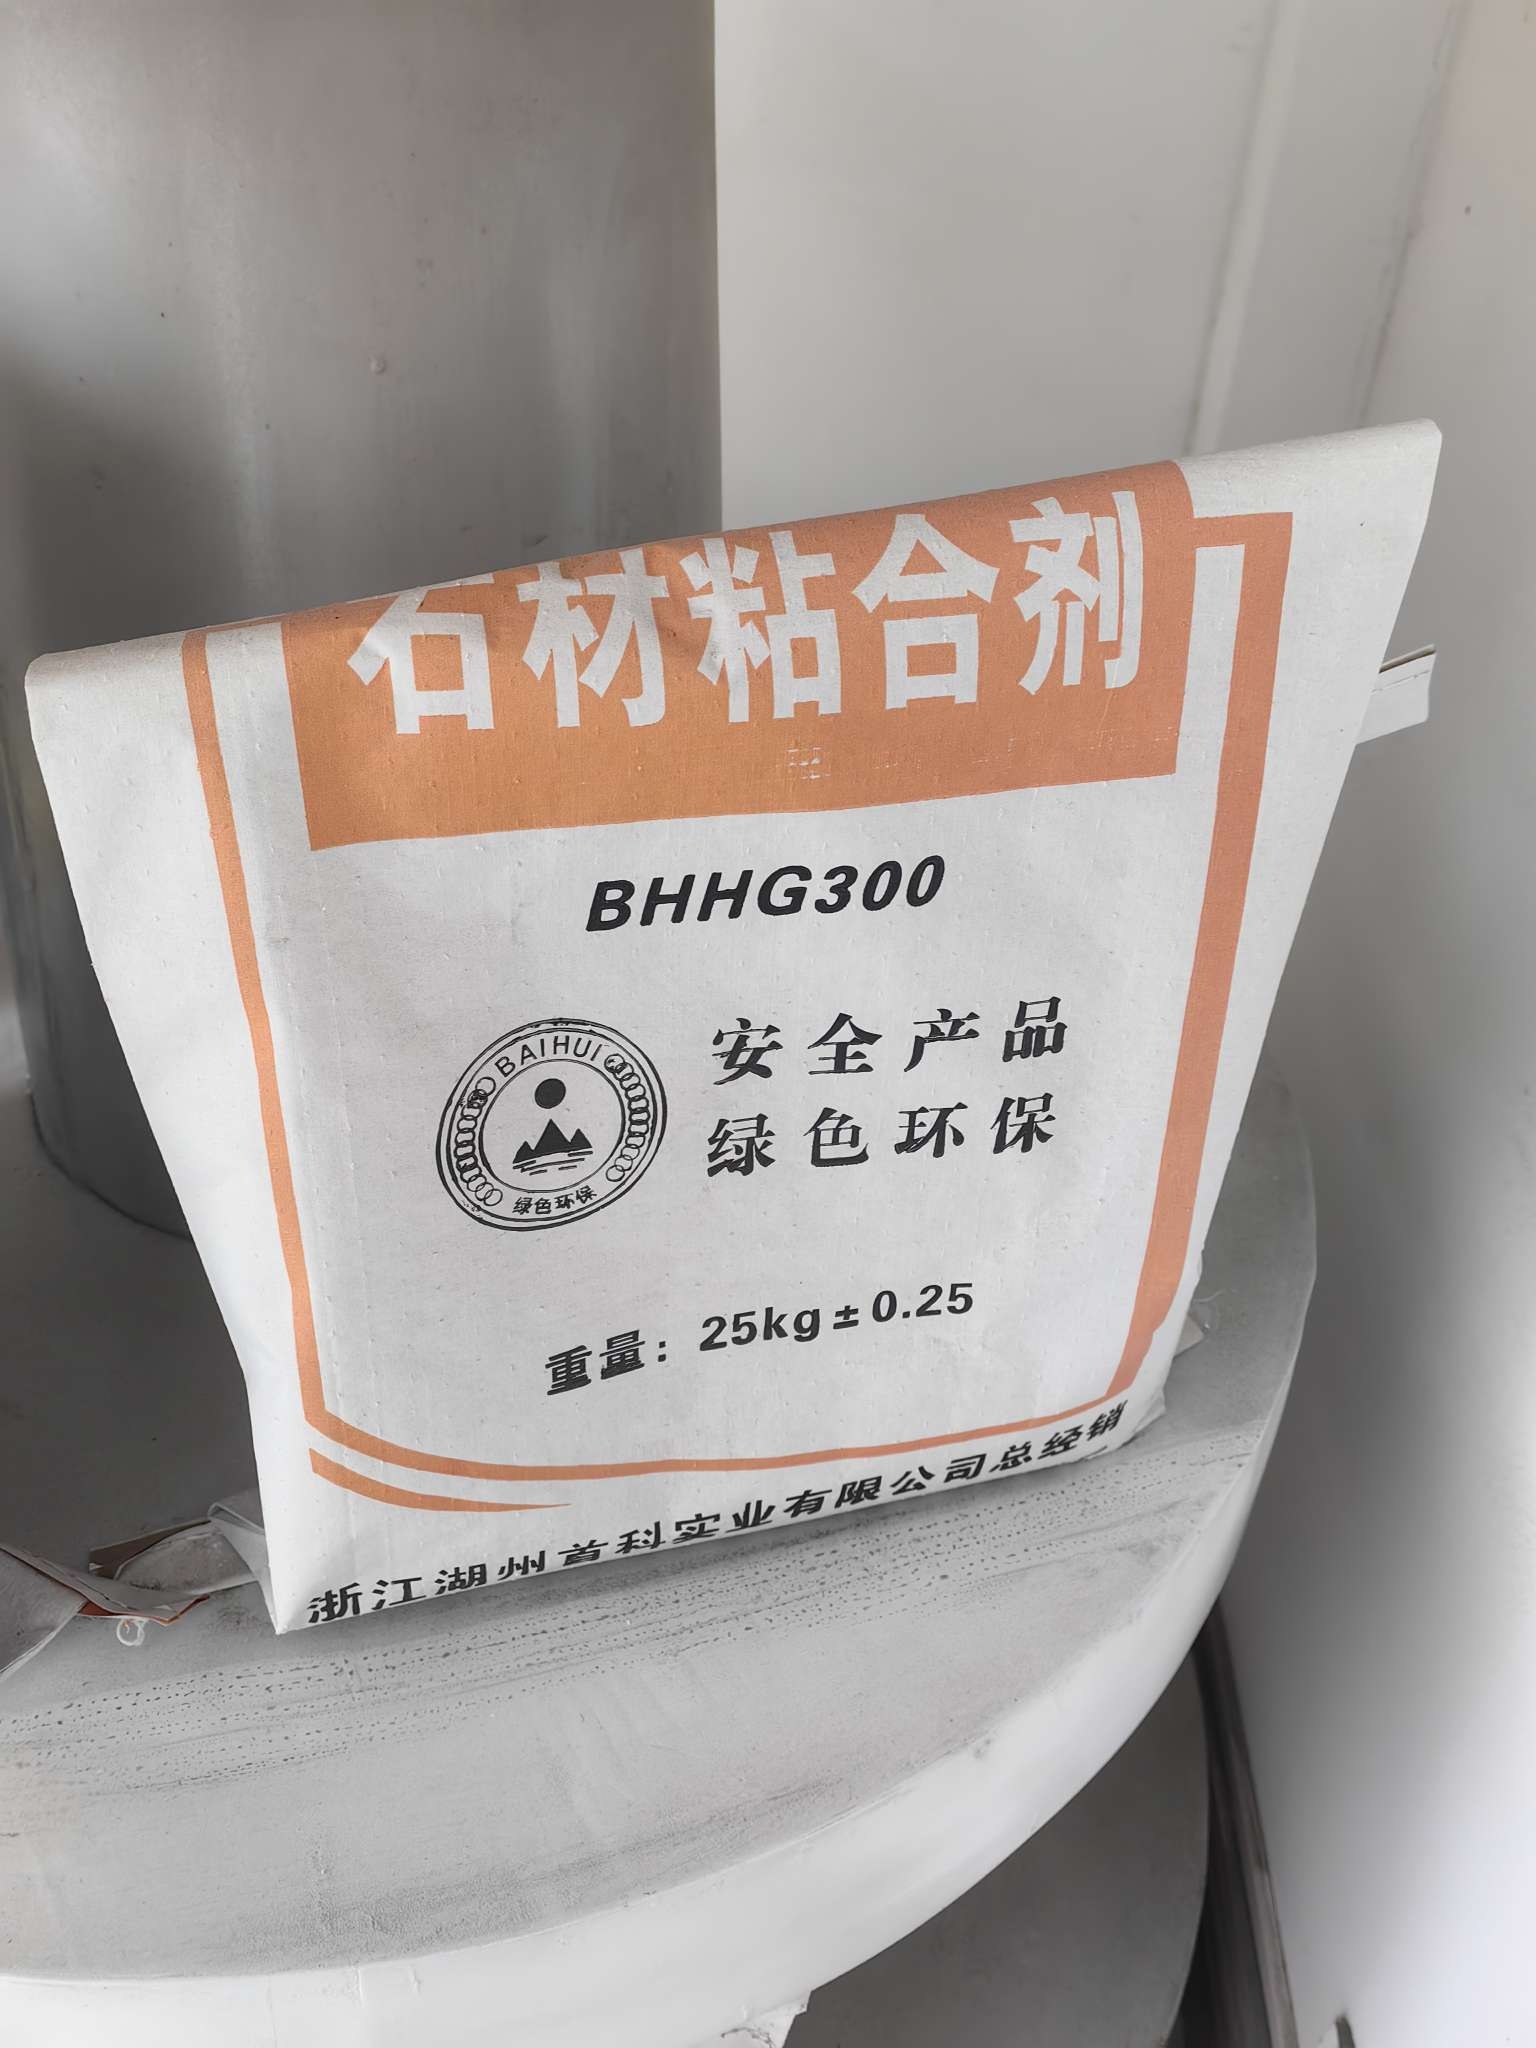 石材粘合剂
BHHG300
BAIHUI
绿色环保
安全产品
绿色环保
重量：25kg±0.25
浙江湖州首科实业有限公司总经销